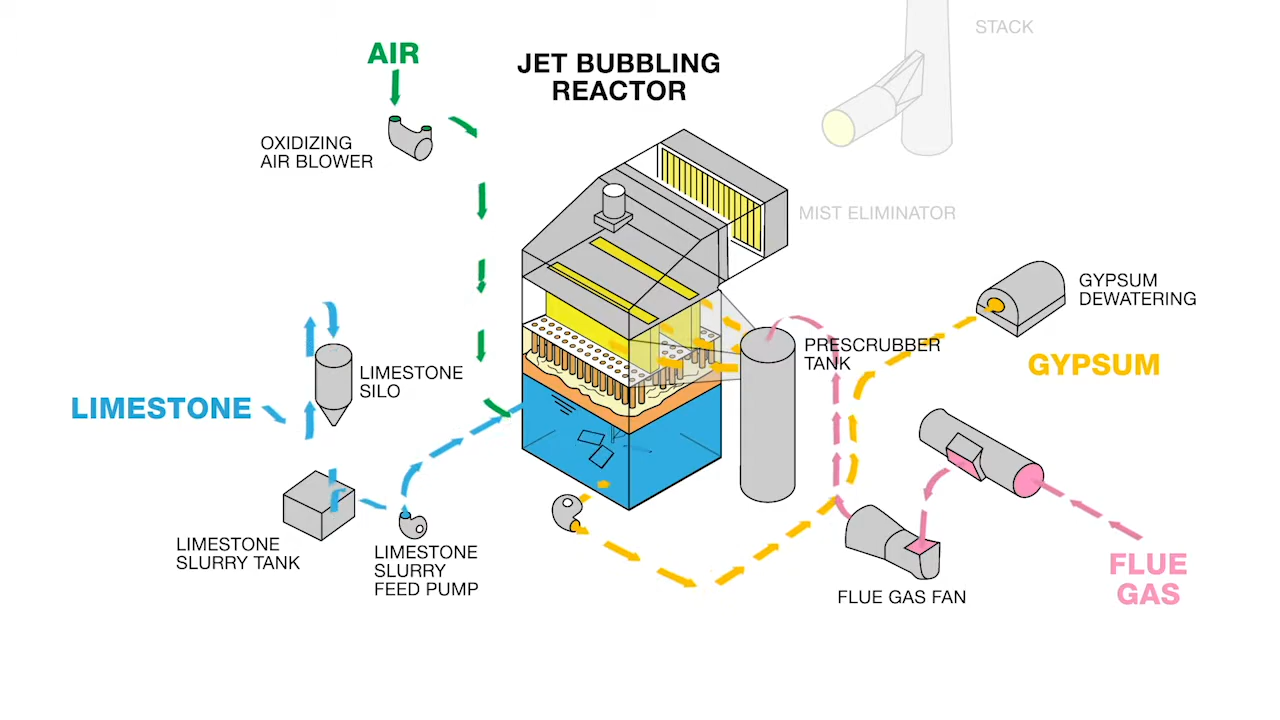 STACK
AIR
JET BUBBLING
REACTOR
OXIDIZING
AIR BLOWER
MIST ELIMINATOR
GYPSUM
DEWATERING
PRESCRUBBER
TANK
GYPSUM
LIMESTONE
SILO
LIMESTONE
LIMESTONE
SLURRY TANK
LIMESTONE
SLURRY
FEED PUMP
FLUE GAS FAN
FLUE
GAS